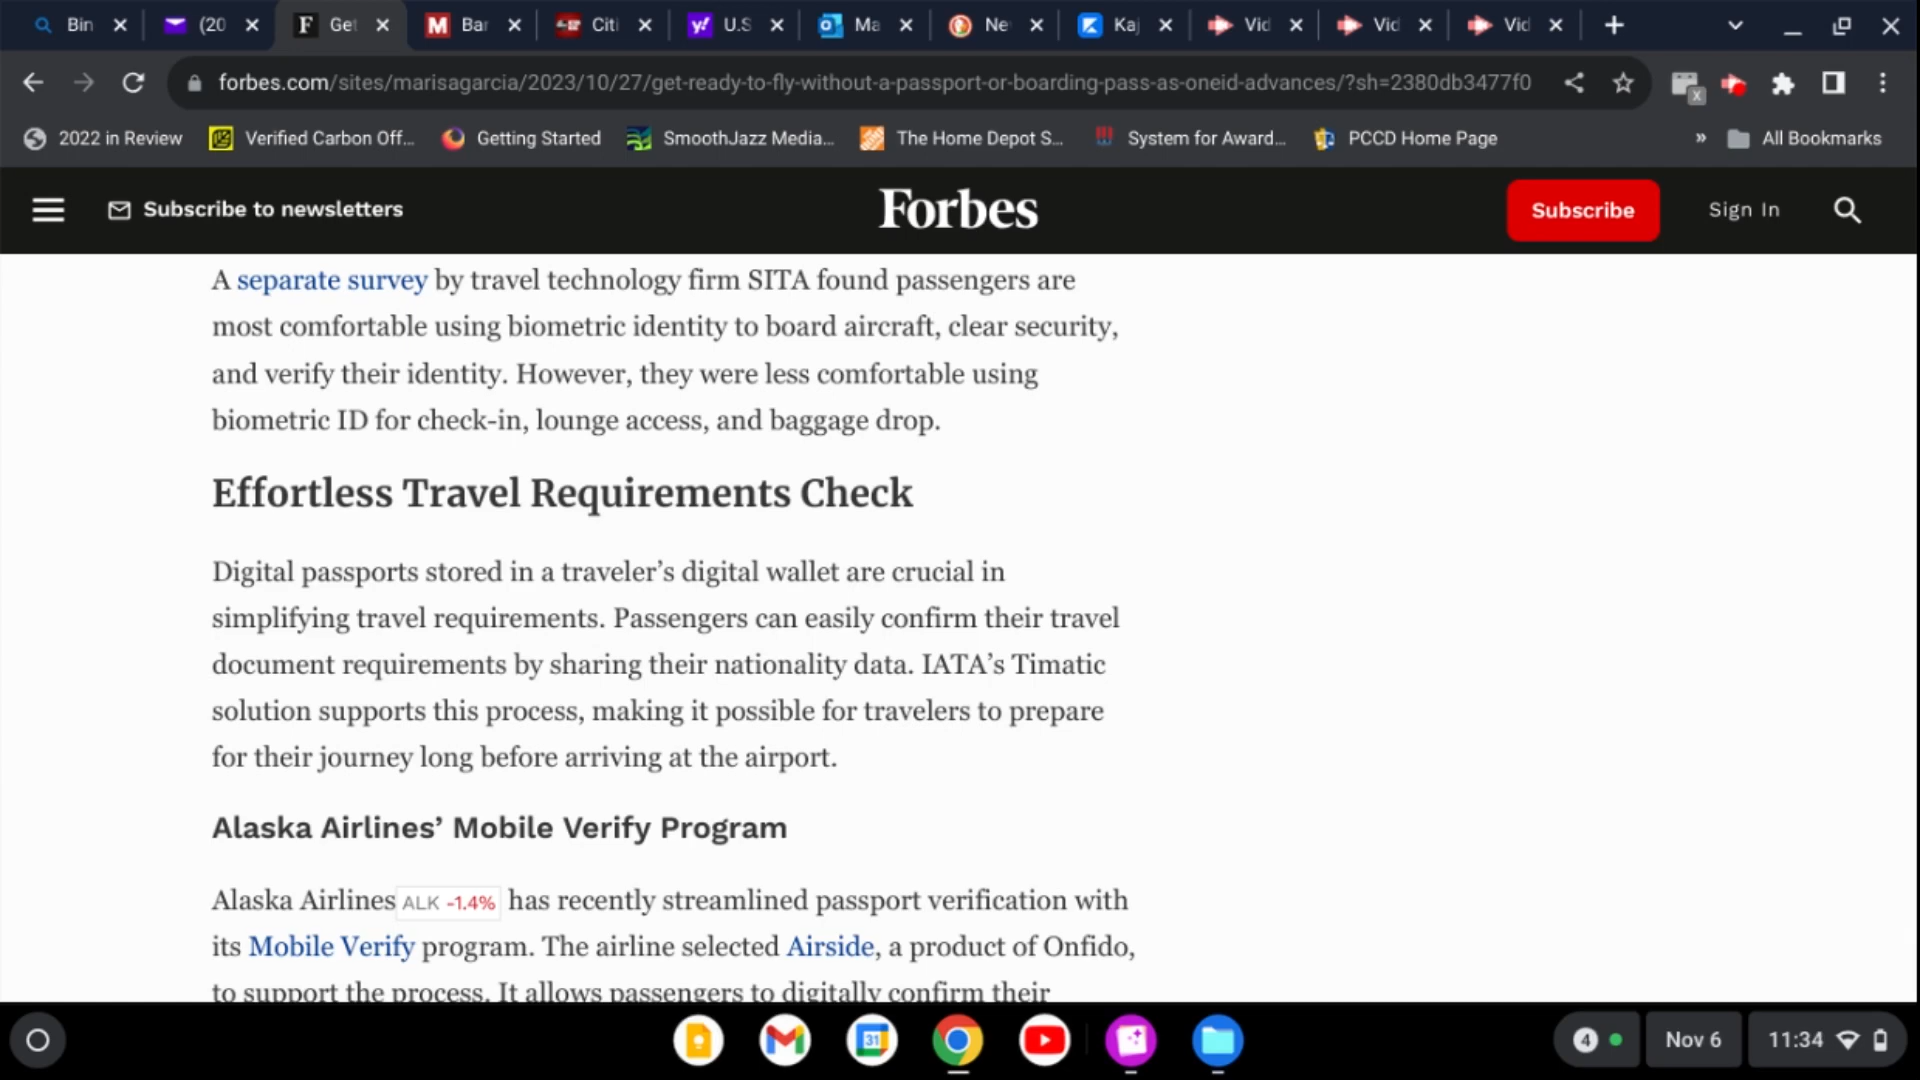 Bin
(20
Get
Bar
Citi
U.S
Ma
Ne
Kaj
Vid
Vid
Vid
forbes.com/sites/marisagarcia/2023/10/27/get-ready-to-fly-without-a-passport-or-boarding-pass-as-oneid-advances/?sh=2380db3477f0
2022 in Review
Verified Carbon Off...
Getting Started
SmoothJazz Media...
The Home Depot S...
System for Award...
PCCD Home Page
»
All Bookmarks
Subscribe to newsletters
Forbes
Subscribe
Sign In
A separate survey by travel technology firm SITA found passengers are
most comfortable using biometric identity to board aircraft, clear security,
and verify their identity. However, they were less comfortable using
biometric ID for check-in, lounge access, and baggage drop.
Effortless Travel Requirements Check
Digital passports stored in a traveler’s digital wallet are crucial in
simplifying travel requirements. Passengers can easily confirm their travel
document requirements by sharing their nationality data. IATA’s Timatic
solution supports this process, making it possible for travelers to prepare
for their journey long before arriving at the airport.
Alaska Airlines’ Mobile Verify Program
Alaska Airlines ALK -1.4% has recently streamlined passport verification with
its Mobile Verify program. The airline selected Airside, a product of Onfido,
to support the process. It allows passengers to digitally confirm their
31
4
Nov 6
11:34